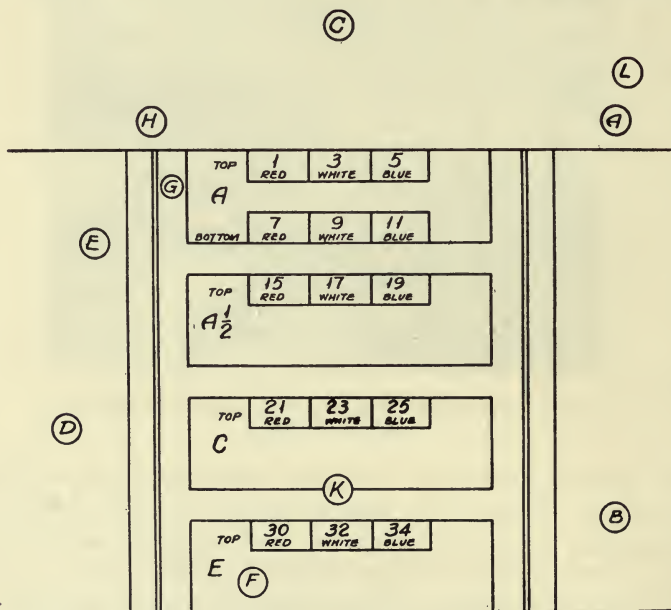 C
L
H A
TOP 1 3 5
RED WHITE BLUE
G
A
7 9 11
BOTTOM RED WHITE BLUE
E
15 17 19
TOP RED WHITE BLUE
A 1/2
21 23 25
TOP RED WHITE BLUE
D
C
K
B
30 32 34
TOP RED WHITE BLUE
E F